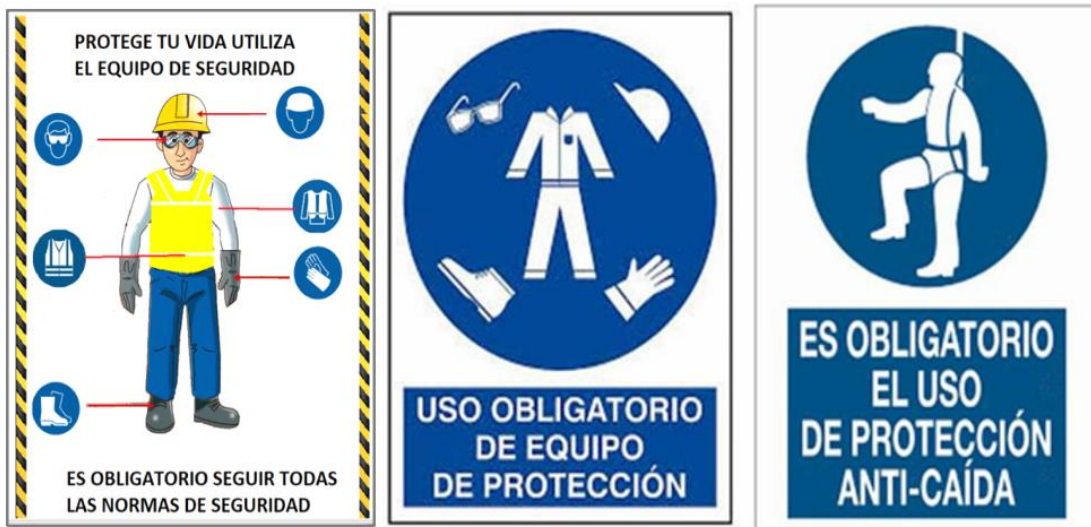 PROTEGE TU VIDA UTILIZA
EL EQUIPO DE SEGURIDAD
ES OBLIGATORIO SEGUIR TODAS
LAS NORMAS DE SEGURIDAD
USO OBLIGATORIO
DE EQUIPO
DE PROTECCIÓN
ES OBLIGATORIO
EL USO
DE PROTECCIÓN
ANTI-CAÍDA